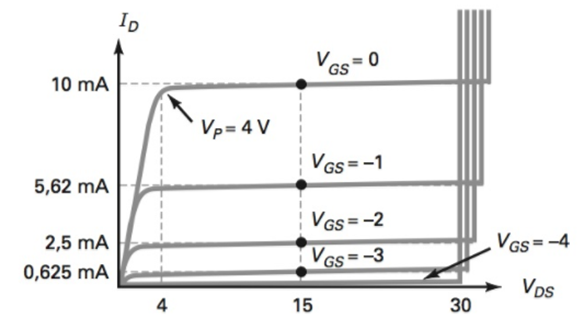 I_D
V_GS = 0
10 mA
V_P = 4 V
V_GS = –1
5,62 mA
V_GS = –2
2,5 mA
V_GS = –3
V_GS = –4
0,625 mA
4
15
30
V_DS